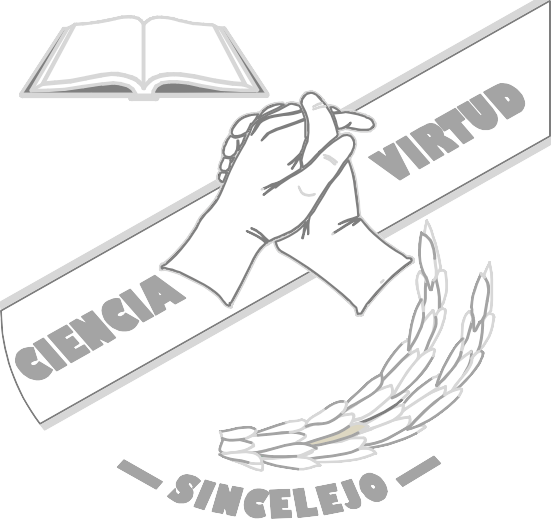 CIENCIA VIRTUD
— SINCELEJO —